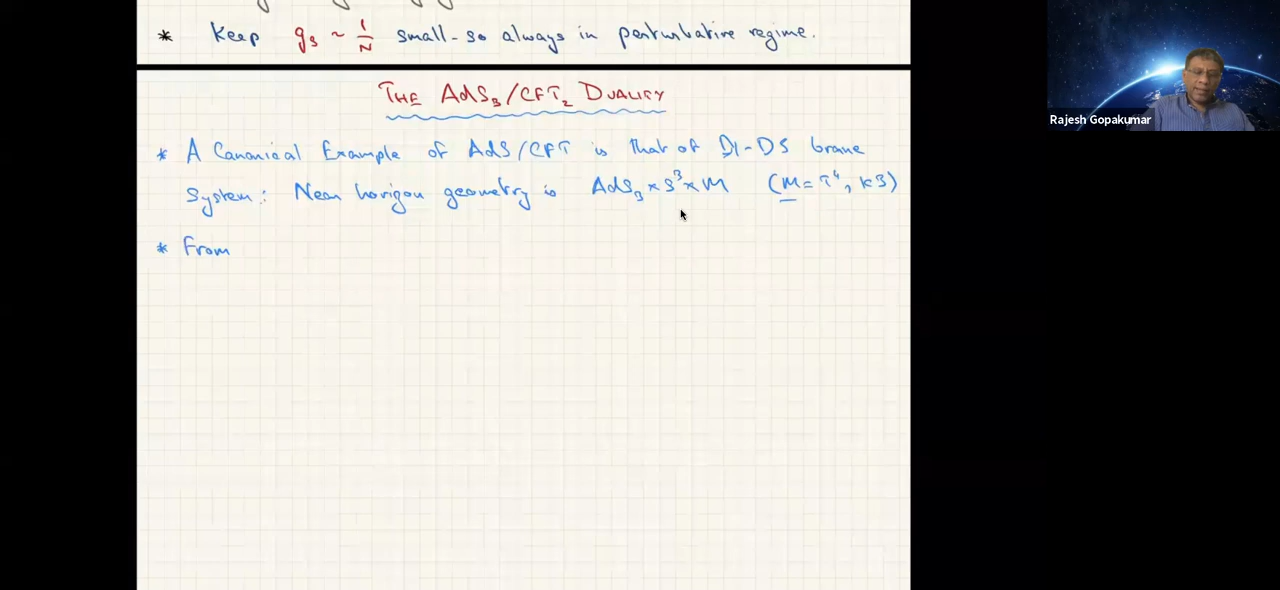 * Keep gs ~ 1/N small - so always in perturbative regime.
THE AdS₃/CFT₂ DUALITY
* A Canonical Example of AdS/CFT is that of D1-D5 brane
System: Near horizon geometry is AdS₃ × S³ × M (M = T⁴, K3)
* From
Rajesh Gopakumar